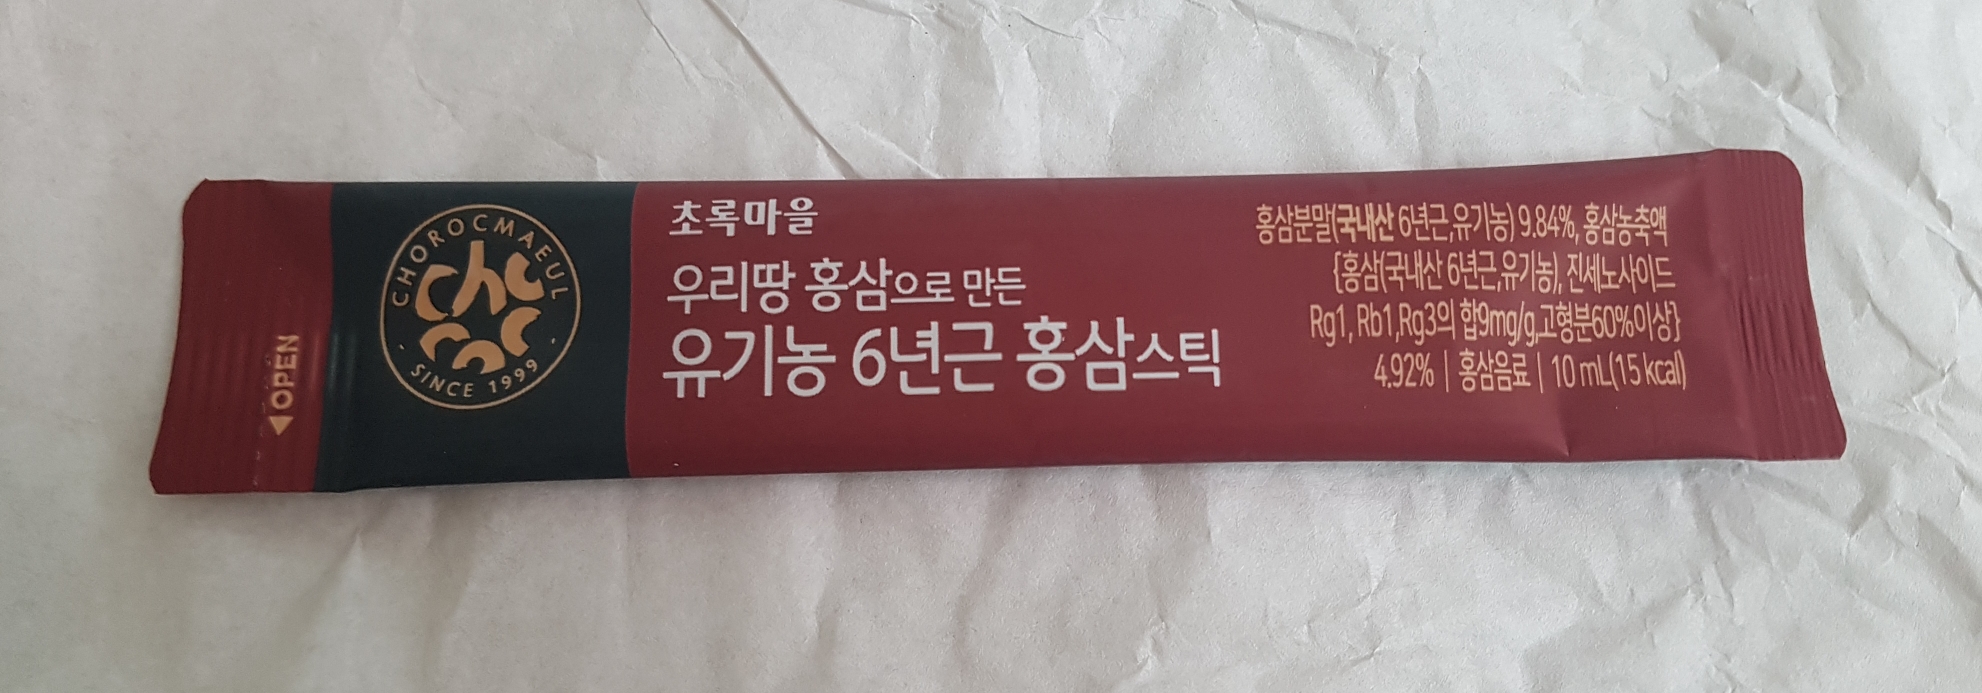 OPEN
CHOROCMAEUL
cho
roc
SINCE 1999
초록마을
우리땅 홍삼으로 만든
유기농 6년근 홍삼스틱
홍삼분말(국내산 6년근,유기농) 9.84%, 홍삼농축액
{홍삼(국내산 6년근,유기농), 진세노사이드
Rg1, Rb1,Rg3의 합9mg/g,고형분60%이상}
4.92% | 홍삼음료 | 10 mL(15 kcal)